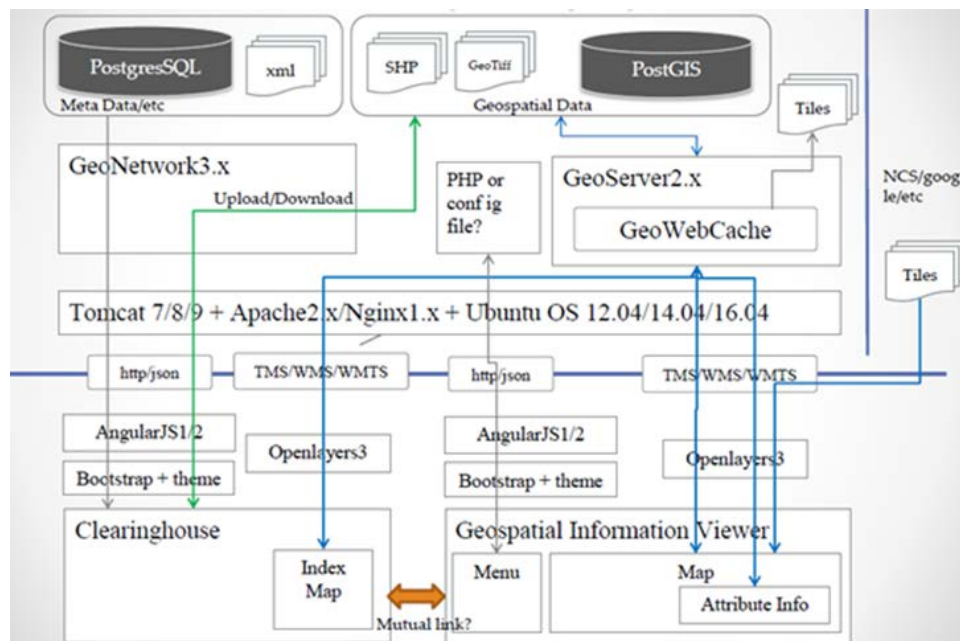 PostgresSQL
xml
Meta Data/etc
SHP
GeoTiff
PostGIS
Geospatial Data
Tiles
GeoNetwork3.x
Upload/Download
PHP or
conf ig
file?
GeoServer2.x
GeoWebCache
NCS/goog
le/etc
Tiles
Tomcat 7/8/9 + Apache2.x/Nginx1.x + Ubuntu OS 12.04/14.04/16.04
http/json
TMS/WMS/WMTS
http/json
TMS/WMS/WMTS
AngularJS1/2
Openlayers3
Bootstrap + theme
AngularJS1/2
Openlayers3
Bootstrap + theme
Clearinghouse
Index
Map
Mutual link?
Geospatial Information Viewer
Menu
Map
Attribute Info